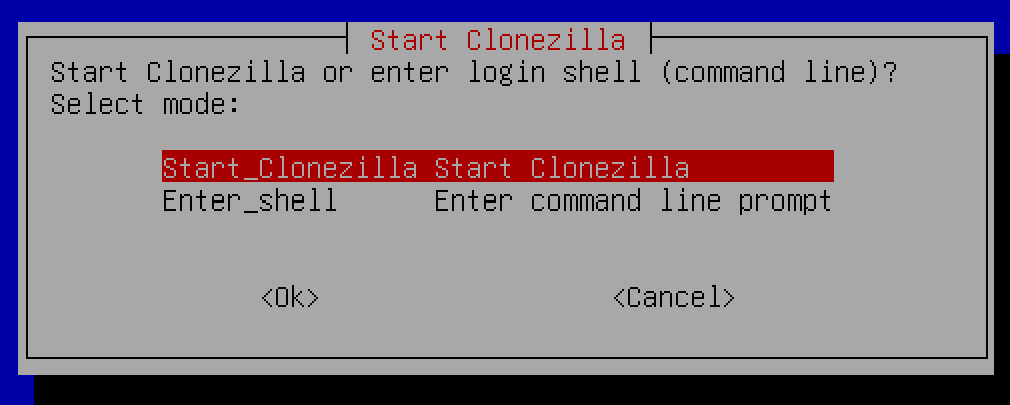 Start Clonezilla
Start Clonezilla or enter login shell (command line)?
Select mode:
Start_Clonezilla Start Clonezilla
Enter_shell Enter command line prompt
<Ok> <Cancel>